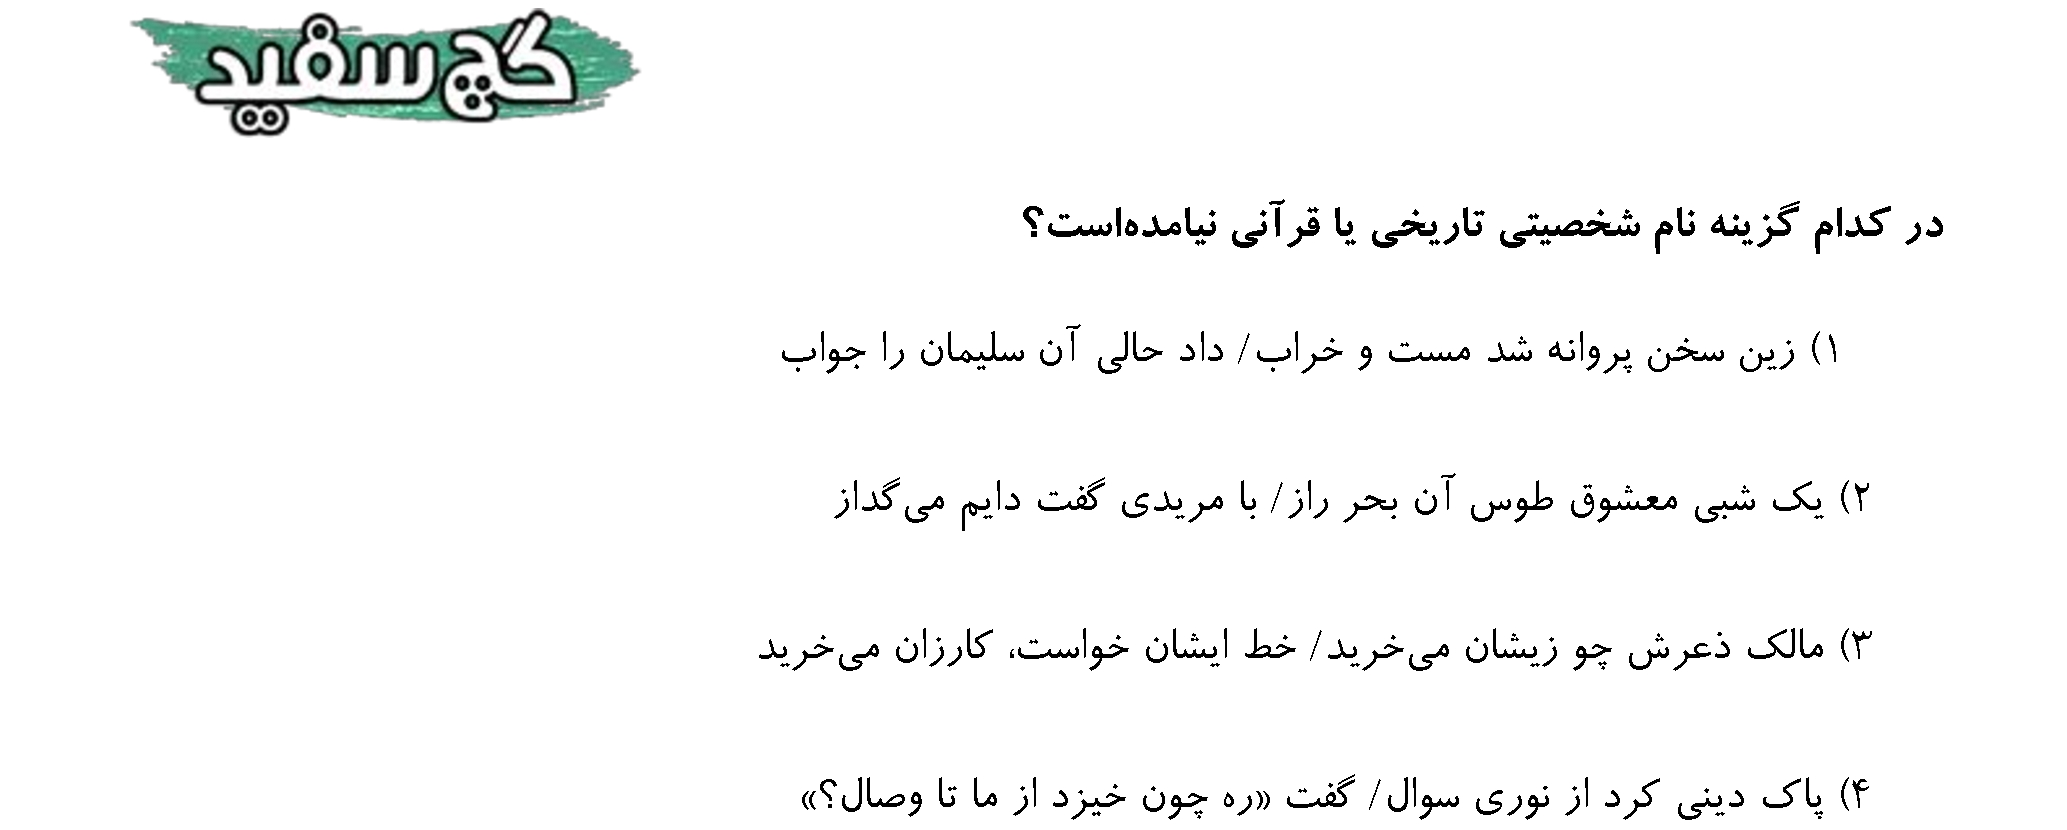 گچ سفید
در کدام گزینه نام شخصیتی تاریخی یا قرآنی نیامده‌است؟
۱) زین سخن پروانه شد مست و خراب/ داد حالی آن سلیمان را جواب
۲) یک شبی معشوق طوس آن بحر راز/ با مریدی گفت دایم می‌گداز
۳) مالک ذعرش چو زیشان می‌خرید/ خط ایشان خواست، کارزان می‌خرید
۴) پاک دینی کرد از نوری سوال/ گفت «ره چون خیزد از ما تا وصال؟»